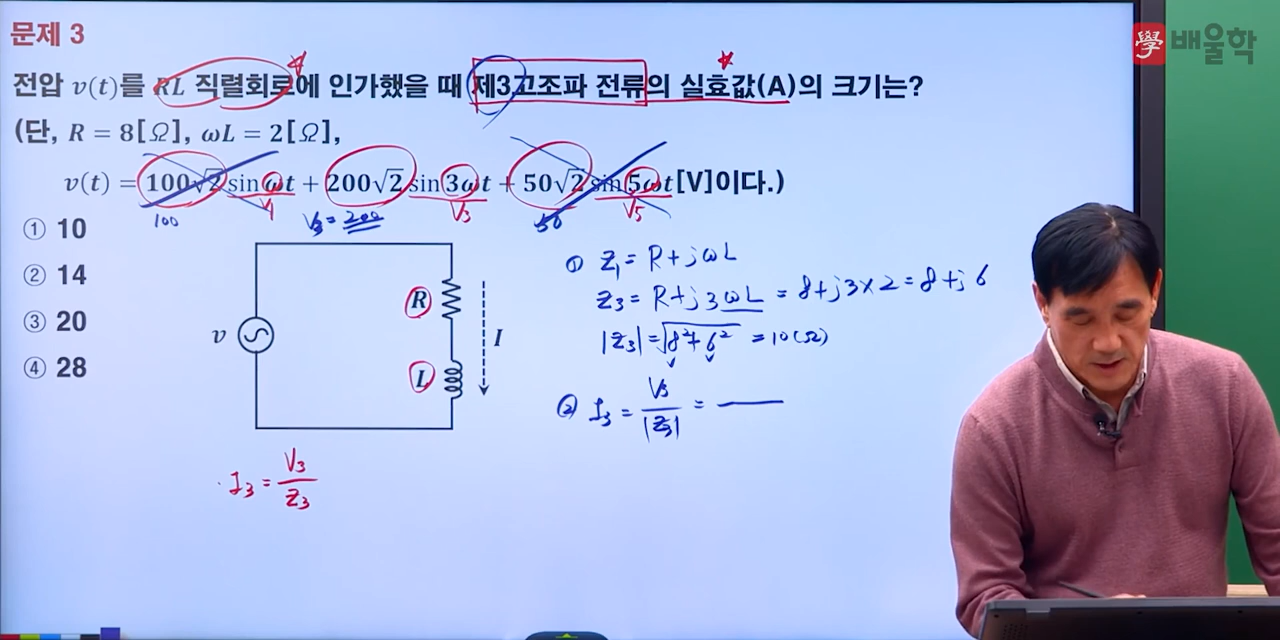 문제 3
學 배울학
전압 v(t)를 RL 직렬회로에 인가했을 때 제3고조파 전류의 실효값(A)의 크기는?
(단, R = 8[Ω], ωL = 2[Ω],
v(t) = 100√2 sin ωt + 200√2 sin 3ωt + 50√2 sin 5ωt[V]이다.)
V₃ V₅
100 V₃ = 200 50
① 10
② 14
③ 20
④ 28
v
R
L
I
① Z₁ = R+jωL
Z₃ = R+j3ωL = 8+j3×2 = 8+j6
|Z₃| = √8²+6² = 10(Ω)
② I₃ = V₃/|Z₃| =
I₃ = V₃/Z₃